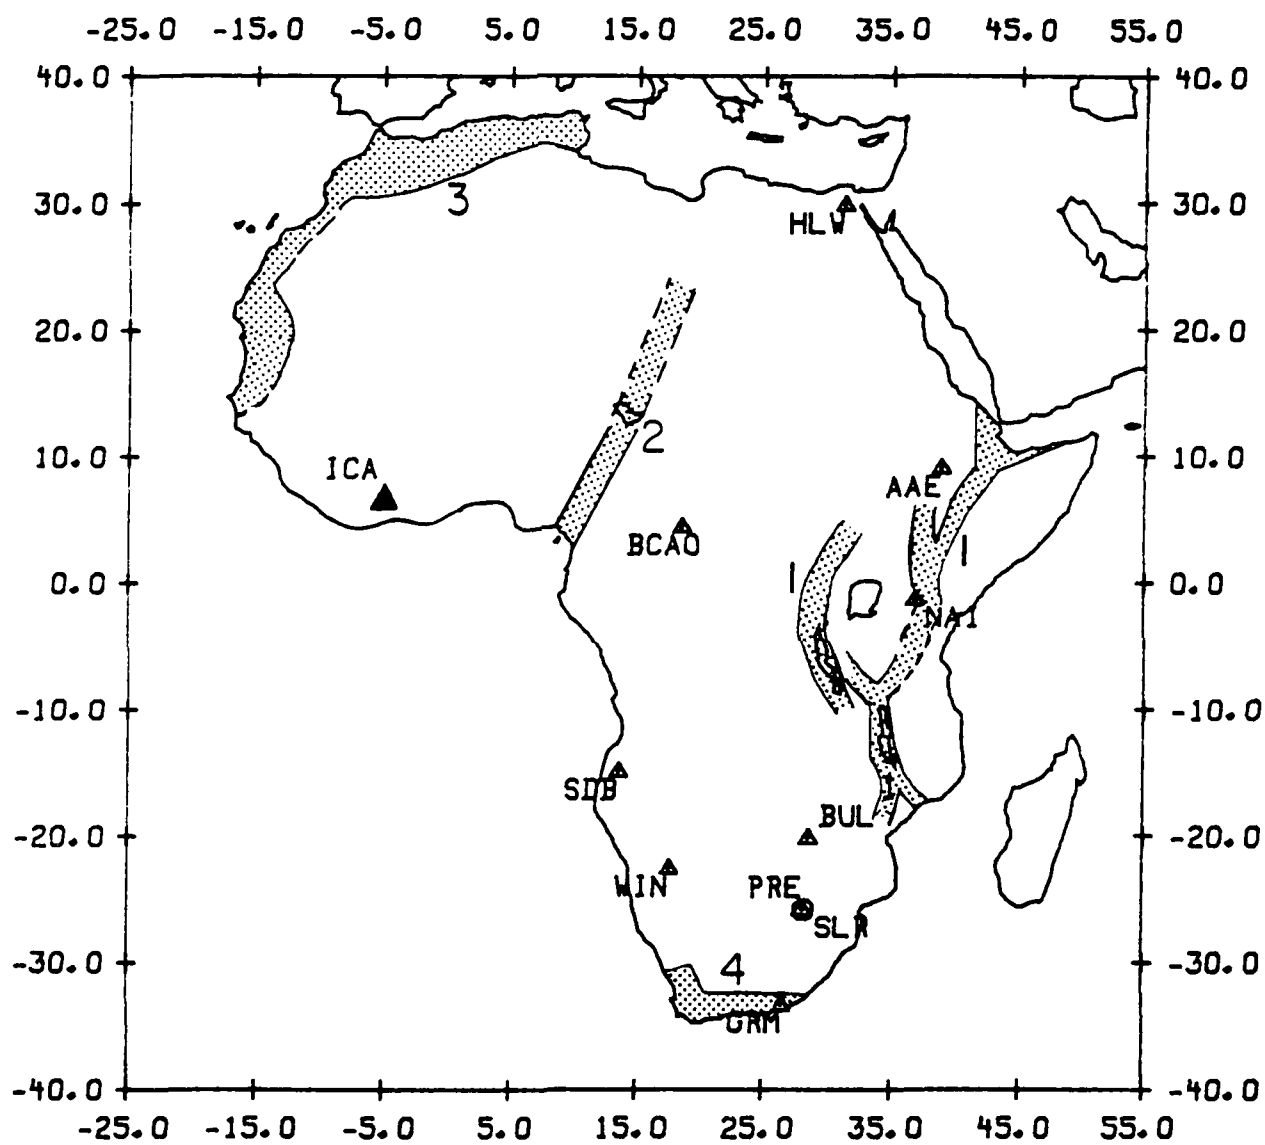 -25.0 -15.0 -5.0 5.0 15.0 25.0 35.0 45.0 55.0
40.0 40.0
3
30.0 HLW 30.0
20.0 20.0
2
ICA
10.0 10.0
AAE
BCAO 1
1
0.0 0.0
NAI
-10.0 -10.0
SDB
BUL
-20.0 -20.0
WIN PRE
SLR
4
-30.0 -30.0
GRM
-40.0 -40.0
-25.0 -15.0 -5.0 5.0 15.0 25.0 35.0 45.0 55.0